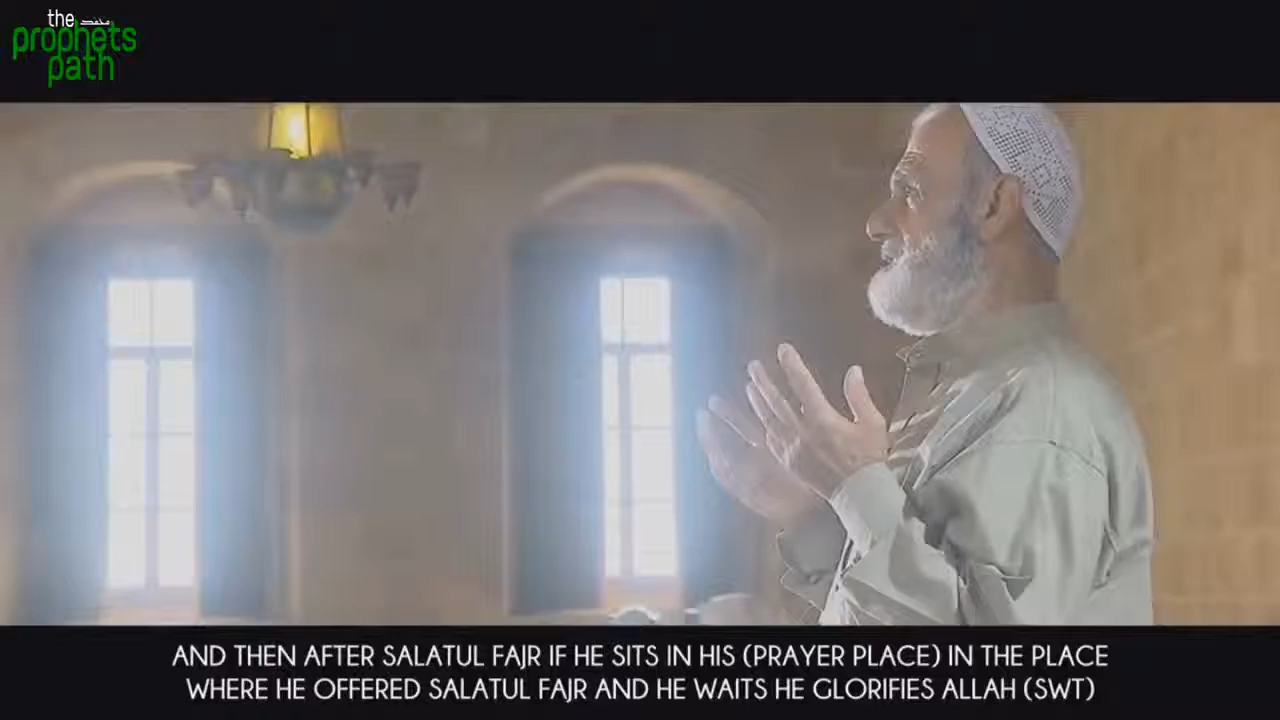 the محمد
prophets
path
AND THEN AFTER SALATUL FAJR IF HE SITS IN HIS (PRAYER PLACE) IN THE PLACE
WHERE HE OFFERED SALATUL FAJR AND HE WAITS HE GLORIFIES ALLAH (SWT)